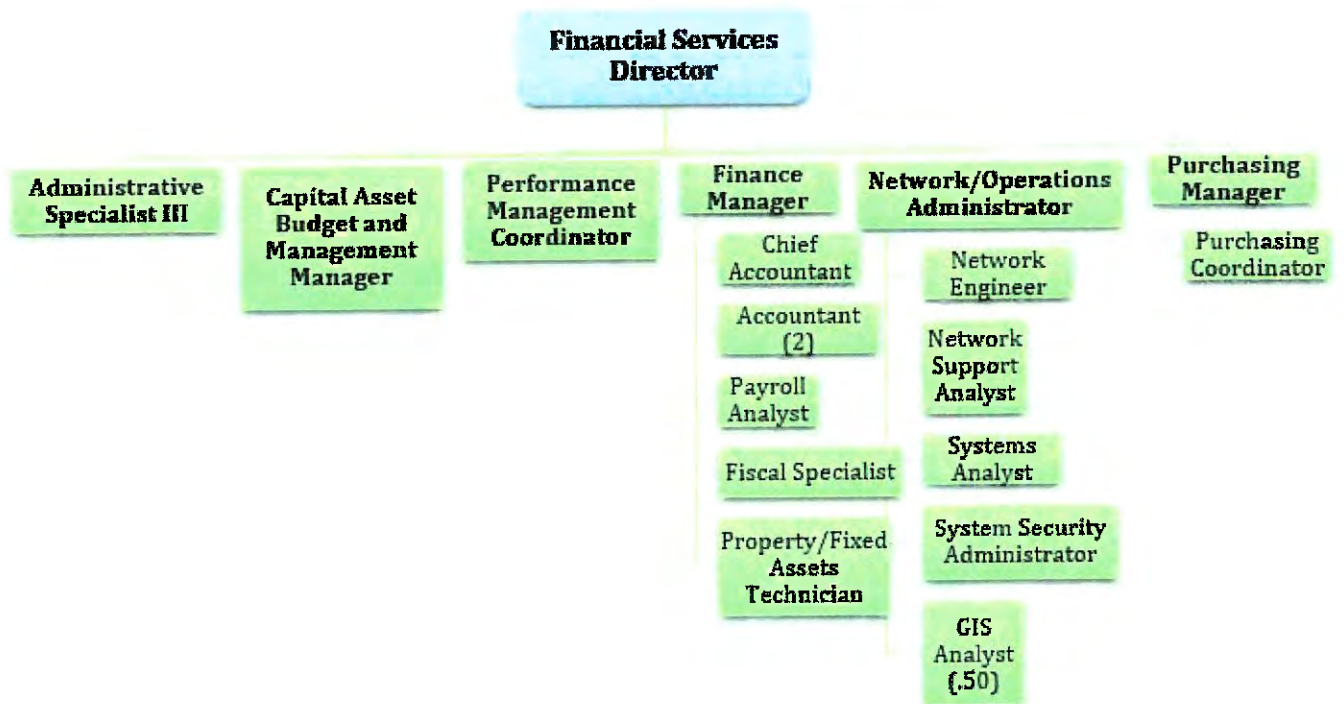 Financial Services
Director
Administrative
Specialist III
Capital Asset
Budget and
Management
Manager
Performance
Management
Coordinator
Finance
Manager
Chief
Accountant
Accountant
(2)
Payroll
Analyst
Fiscal Specialist
Property/Fixed
Assets
Technician
Network/Operations
Administrator
Network
Engineer
Network
Support
Analyst
Systems
Analyst
System Security
Administrator
GIS
Analyst
(.50)
Purchasing
Manager
Purchasing
Coordinator